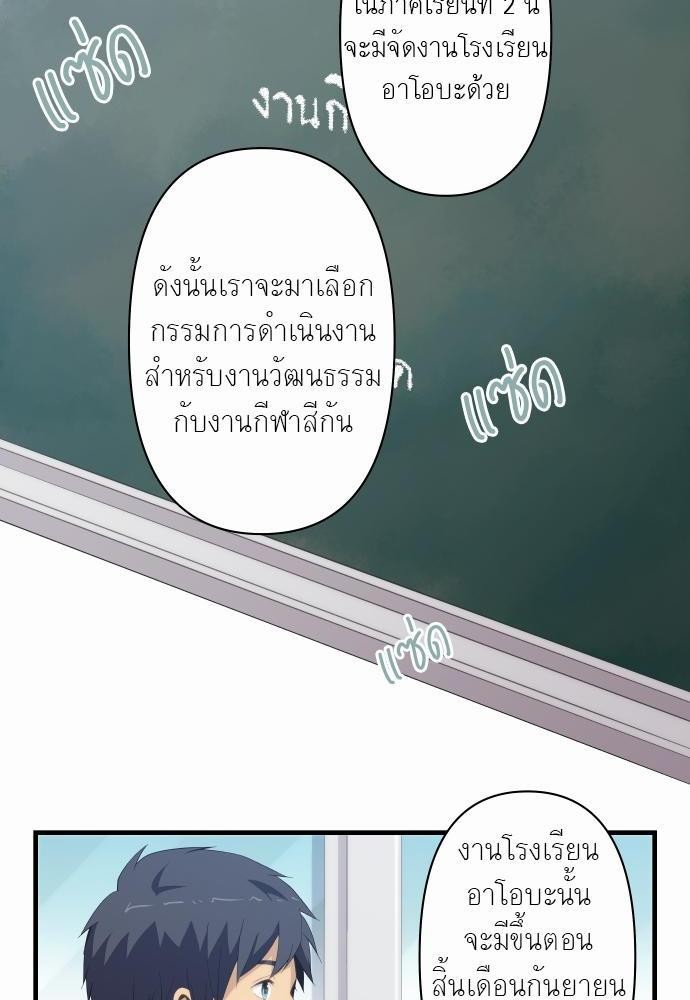 ในภาคเรียนที่ 2 นี้
จะมีจัดงานโรงเรียน
อาโอบะด้วย
แซ่ด
งานกี
ดังนั้นเราจะมาเลือก
กรรมการดำเนินงาน
สำหรับงานวัฒนธรรม
กับงานกีฬาสีกัน
แซ่ด
แซ่ด
งานโรงเรียน
อาโอบะนั้น
จะมีขึ้นตอน
สิ้นเดือนกันยายน